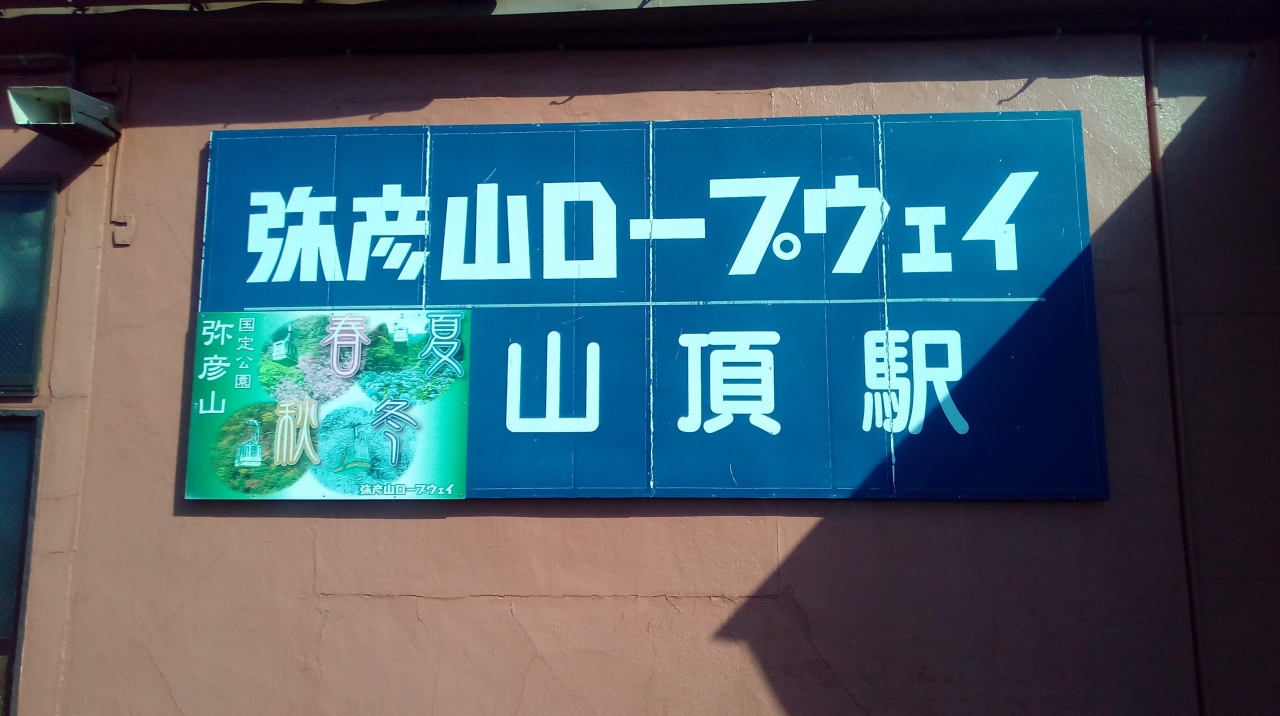 弥彦山ロープウェイ
山頂駅
国定公園
弥彦山
春
夏
秋
冬
弥彦山ロープウェイ